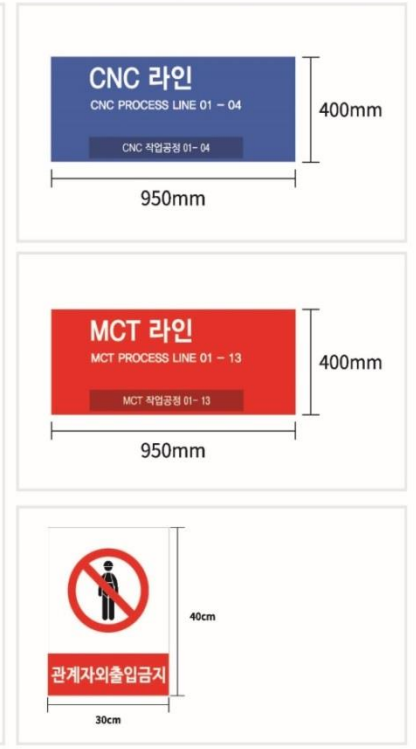 CNC 라인
CNC PROCESS LINE 01 - 04
CNC 작업공정 01- 04
400mm
950mm
MCT 라인
MCT PROCESS LINE 01 - 13
MCT 작업공정 01- 13
400mm
950mm
40cm
관계자외출입금지
30cm